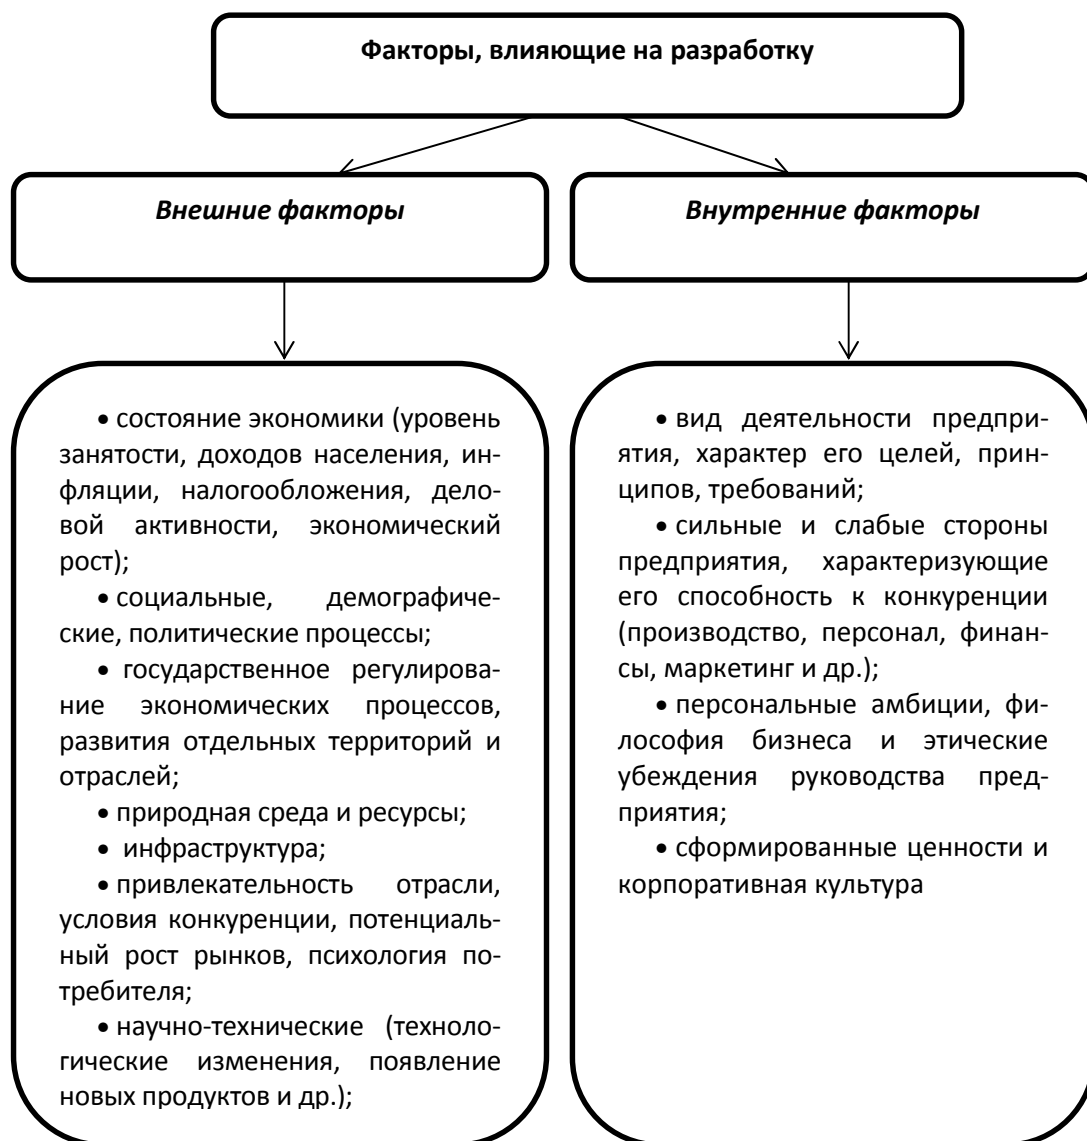 Факторы, влияющие на разработку
Внешние факторы
Внутренние факторы
• состояние экономики (уровень
занятости, доходов населения, ин-
фляции, налогообложения, дело-
вой активности, экономический
рост);
• социальные, демографиче-
ские, политические процессы;
• государственное регулирова-
ние экономических процессов,
развития отдельных территорий и
отраслей;
• природная среда и ресурсы;
• инфраструктура;
• привлекательность отрасли,
условия конкуренции, потенциаль-
ный рост рынков, психология по-
требителя;
• научно-технические (техноло-
гические изменения, появление
новых продуктов и др.);
• вид деятельности предпри-
ятия, характер его целей, прин-
ципов, требований;
• сильные и слабые стороны
предприятия, характеризующие
его способность к конкуренции
(производство, персонал, финан-
сы, маркетинг и др.);
• персональные амбиции, фи-
лософия бизнеса и этические
убеждения руководства пред-
приятия;
• сформированные ценности и
корпоративная культура